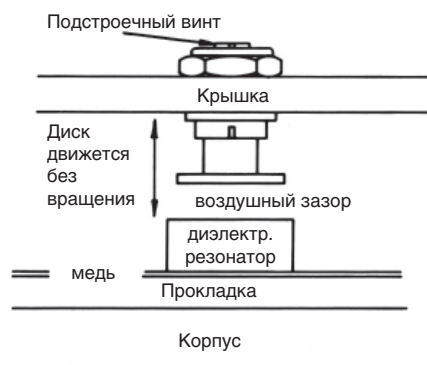 Подстроечный винт
Крышка
Диск
движется
без
вращения
воздушный зазор
диэлектр.
резонатор
медь
Прокладка
Корпус